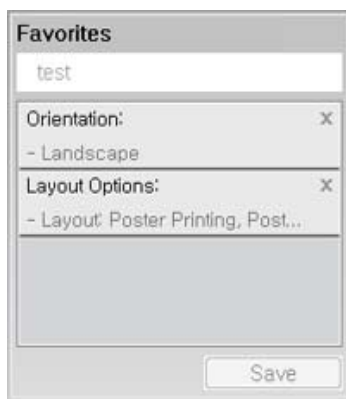 Favorites
test
Orientation: x
- Landscape
Layout Options: x
- Layout: Poster Printing, Post...
Save